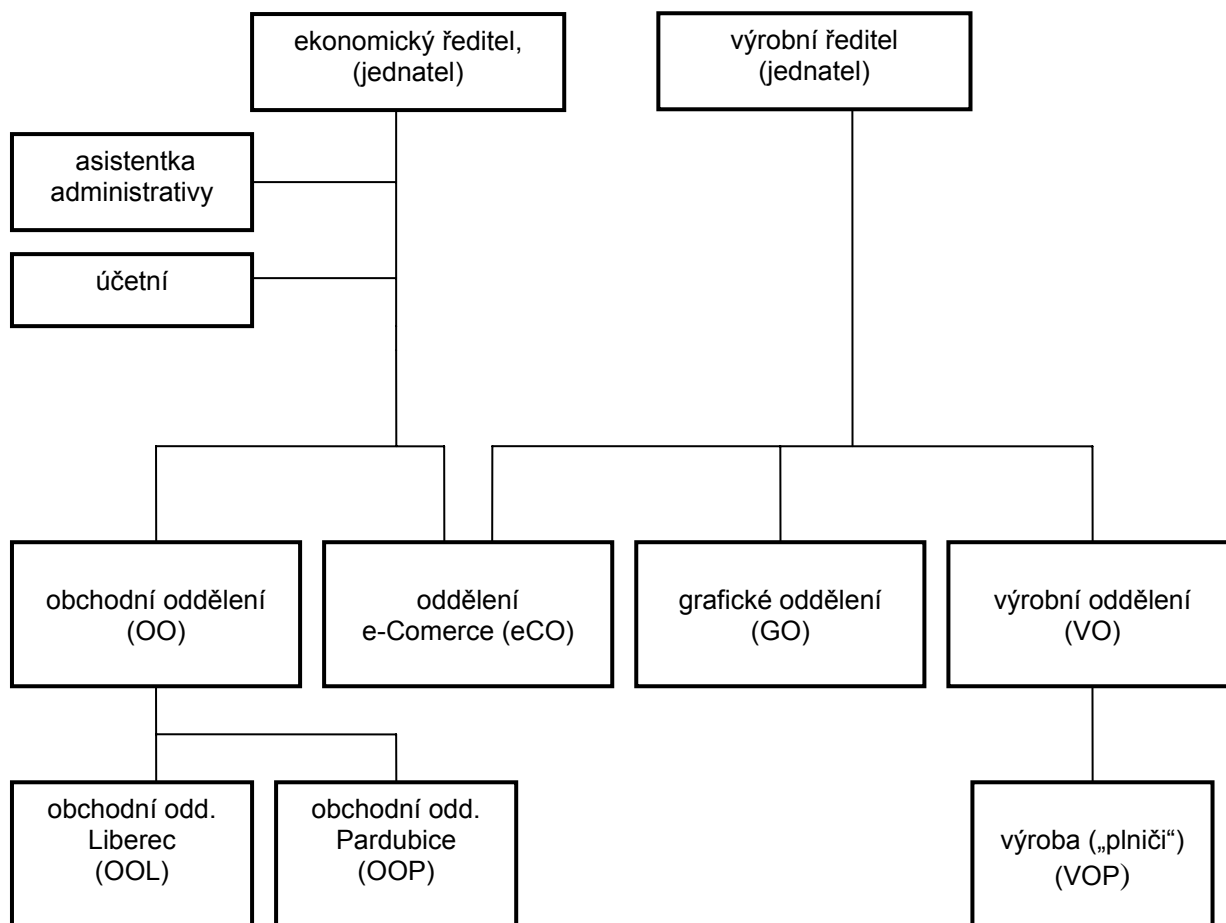 ekonomický ředitel,
(jednatel)
výrobní ředitel
(jednatel)
asistentka
administrativy
účetní
obchodní oddělení
(OO)
oddělení
e-Comerce (eCO)
grafické oddělení
(GO)
výrobní oddělení
(VO)
obchodní odd.
Liberec
(OOL)
obchodní odd.
Pardubice
(OOP)
výroba („plniči“)
(VOP)